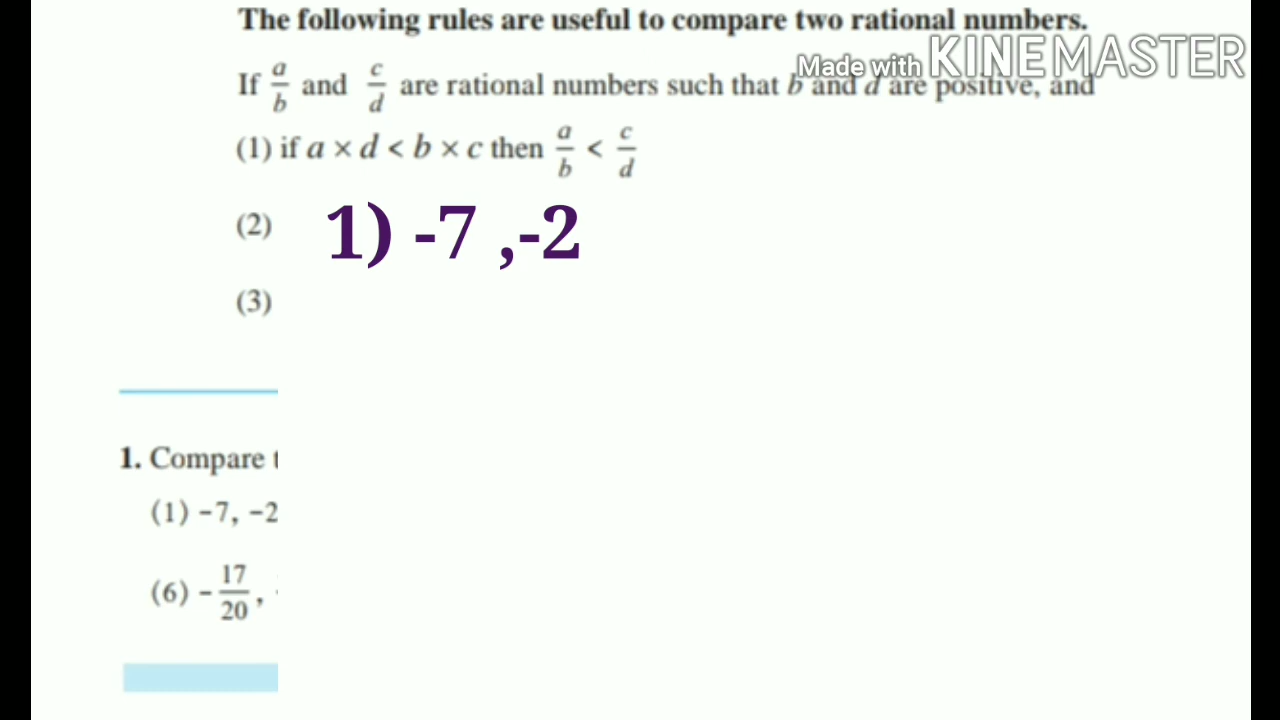 The following rules are useful to compare two rational numbers.
Made with KINEMASTER
If a/b and c/d are rational numbers such that b and d are positive, and
(1) if a × d < b × c then a/b < c/d
(2)
1) -7 ,-2
(3)
1. Compare
(1) -7, -2
(6) - 17/20 ,